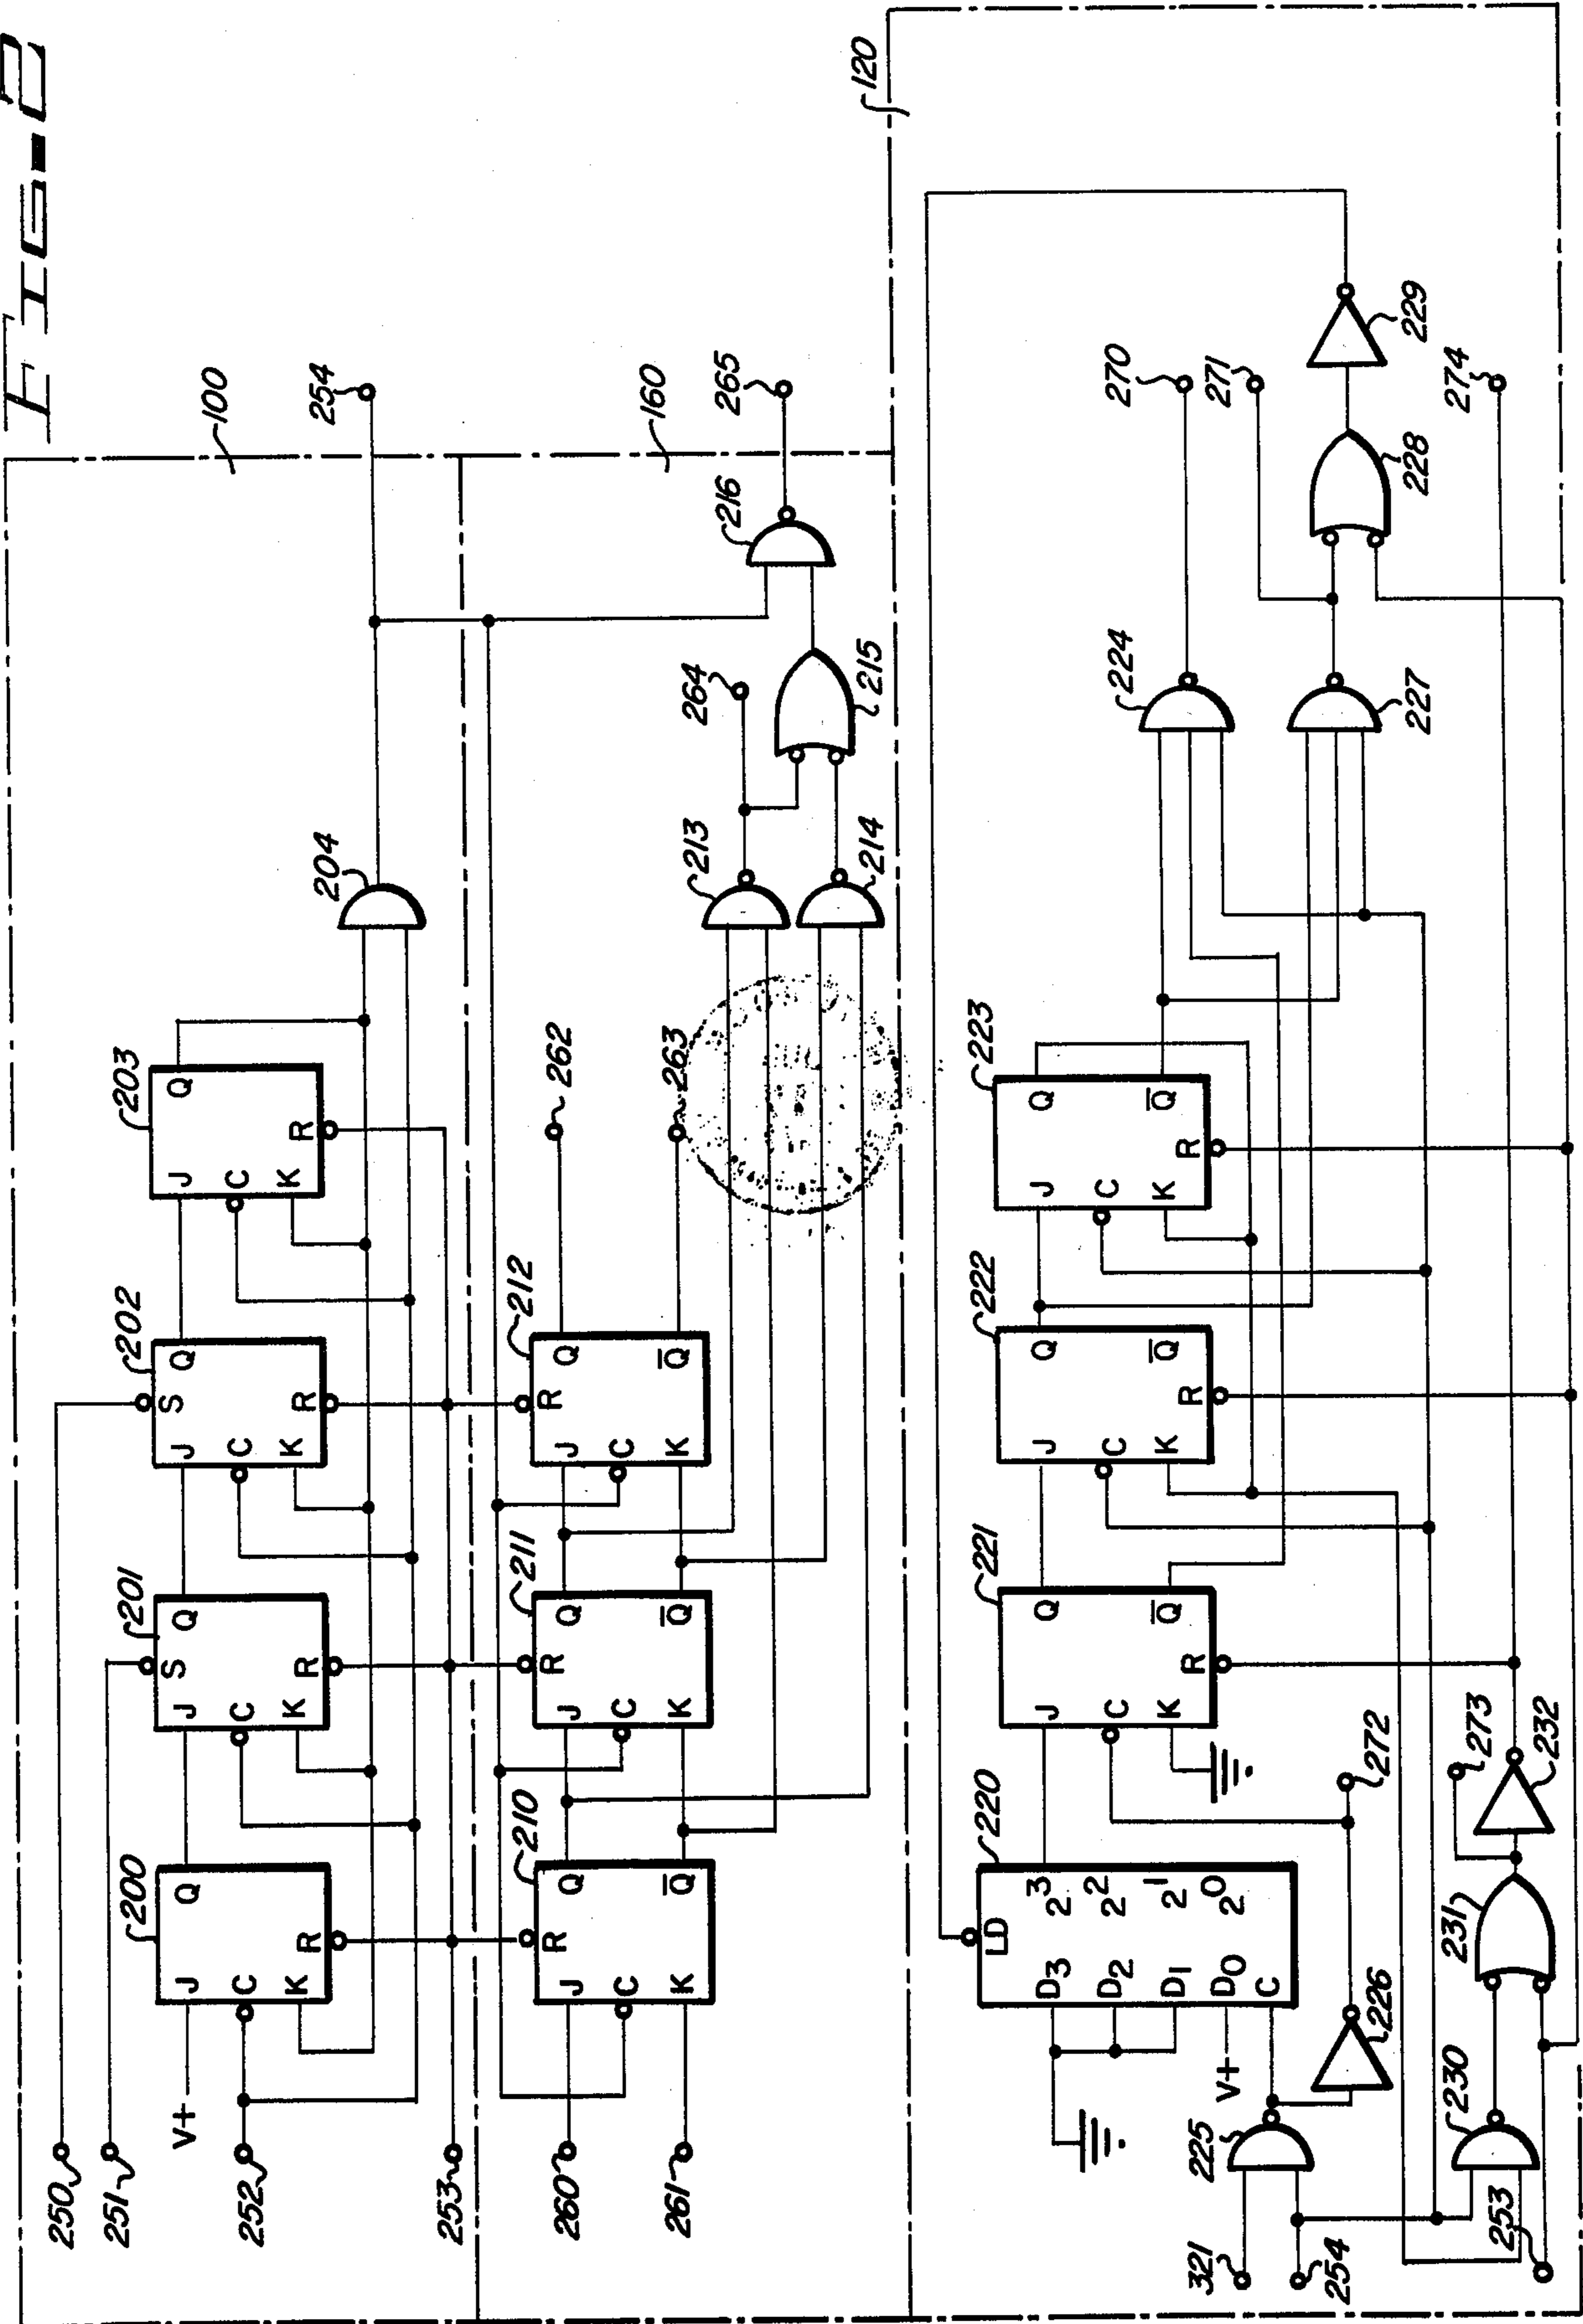 FIG-2
100
254
160
265
120
203
204
202
201
200
Q
J
C
K
R
Q
S
J
C
K
R
Q
S
J
C
K
R
Q
J
C
K
R
V+
250
251
252
253
216
264
215
213
214
262
263
212
Q
Q
R
J
C
K
211
Q
Q
R
J
C
K
210
Q
Q
R
J
C
K
260
261
270
271
229
228
274
224
227
223
Q
Q
J
C
K
R
222
Q
Q
J
C
K
R
221
Q
Q
J
C
K
R
220
LD
2³
2²
2¹
2⁰
D3
D2
D1
D0
C
V+
272
273
232
231
226
225
230
321
254
253